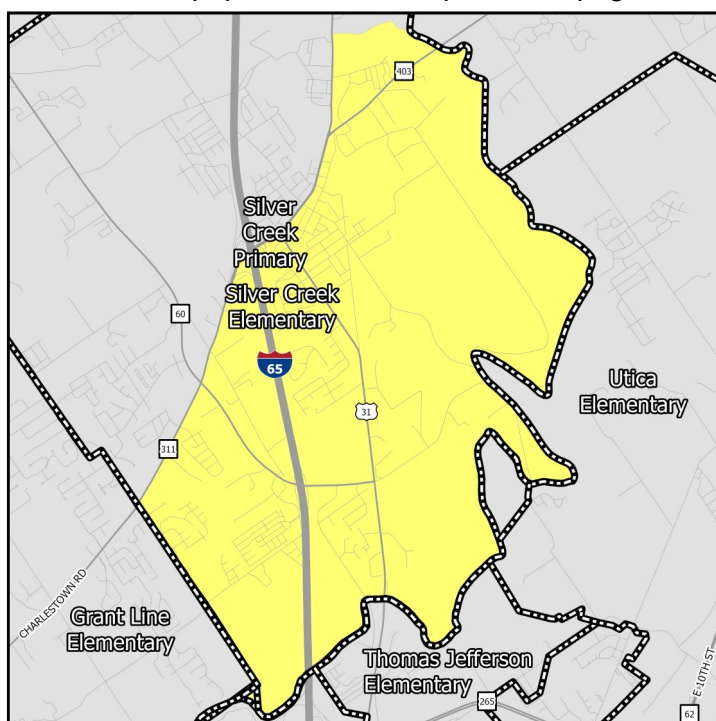 403
Silver
Creek
Primary
Silver Creek
Elementary
60
65
Utica
Elementary
31
311
CHARLESTOWN RD
Grant Line
Elementary
Thomas Jefferson
Elementary
265
E 10TH ST
62